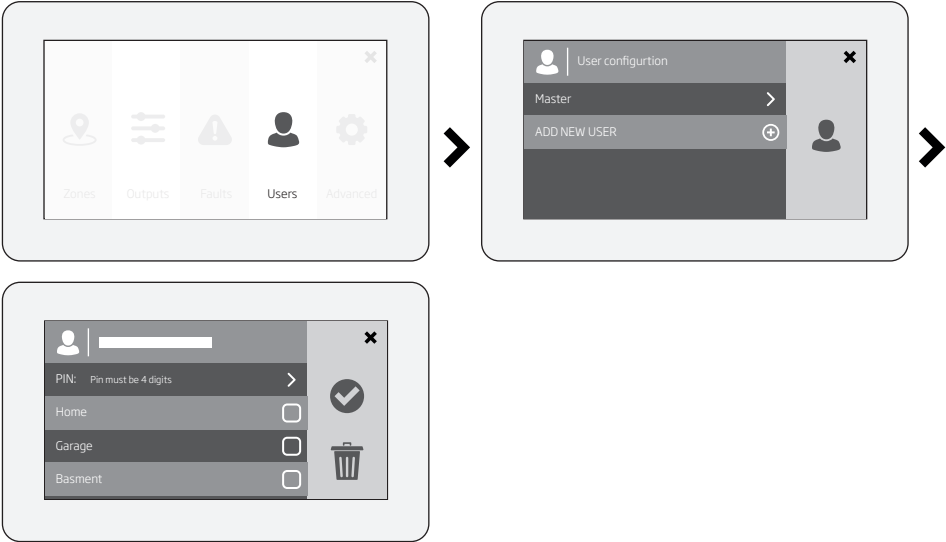 Zones Outputs Faults Users Advanced
User configurtion
Master
ADD NEW USER
PIN: Pin must be 4 digits
Home
Garage
Basment